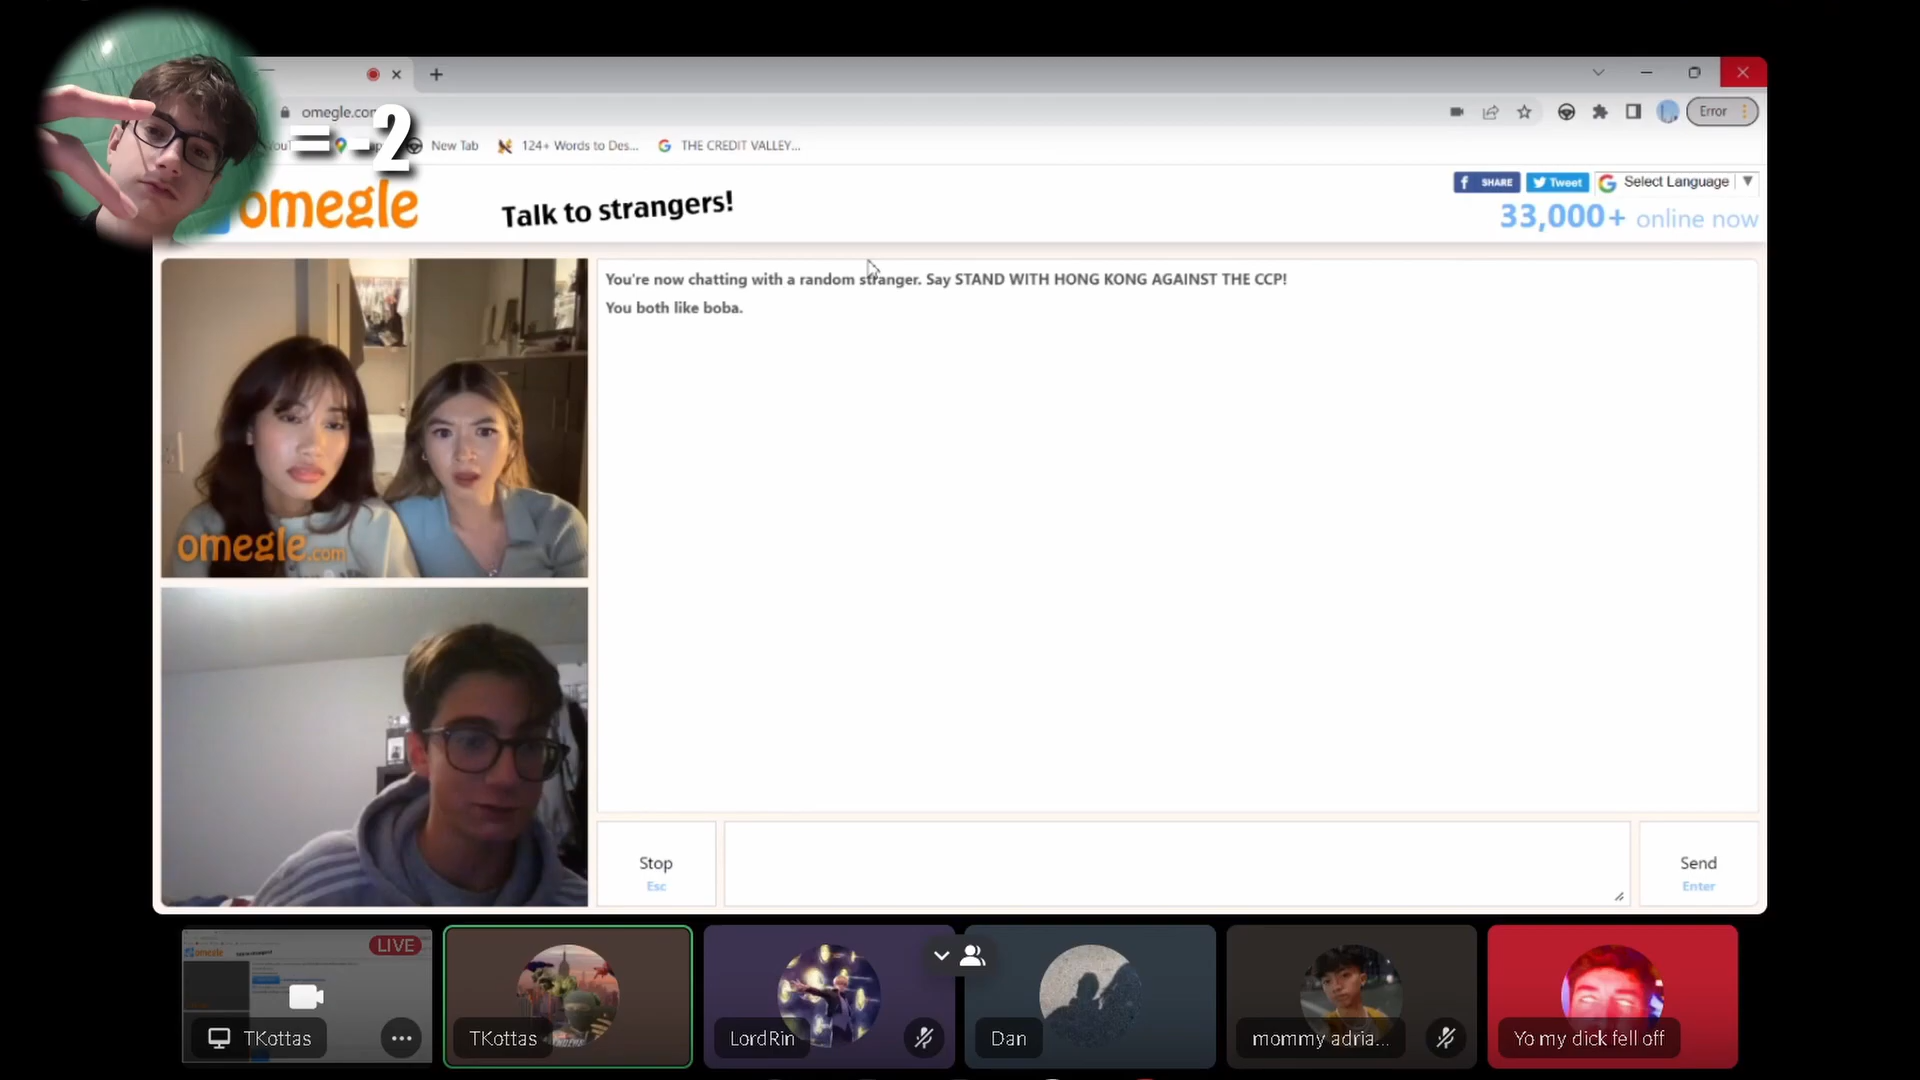 omegle.com
= -2
New Tab
124+ Words to Des...
THE CREDIT VALLEY...
Error
omegle
Talk to strangers!
SHARE
Tweet
Select Language
33,000+ online now
You're now chatting with a random stranger. Say STAND WITH HONG KONG AGAINST THE CCP!
You both like boba.
omegle.com
Stop
Esc
Send
Enter
LIVE
TKottas
TKottas
LordRin
Dan
mommy adria...
Yo my dick fell off